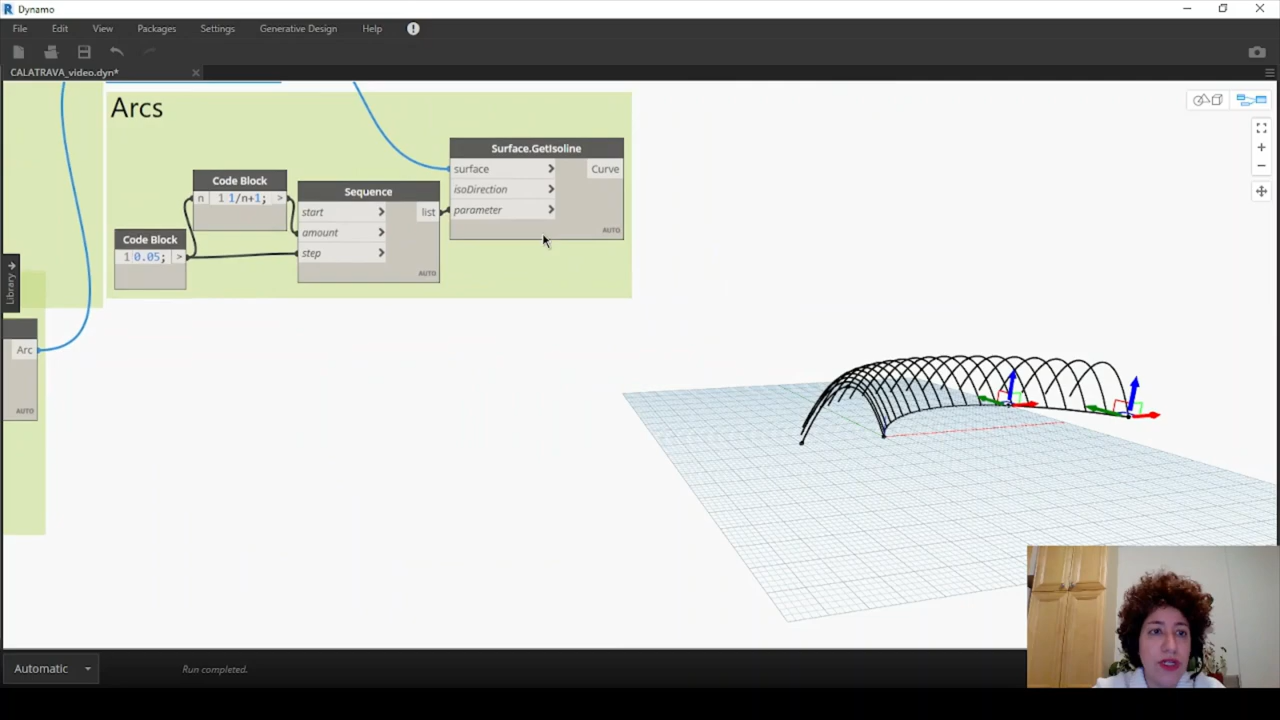 Dynamo
File Edit View Packages Settings Generative Design Help
CALATRAVA_video.dyn*
Arcs
Surface.GetIsoline
surface > Curve
isoDirection >
parameter >
AUTO
Code Block
n 1 1/n+1; >
Sequence
start > list
amount >
step >
AUTO
Code Block
1 0.05; >
Library
Arc
AUTO
Automatic
Run completed.